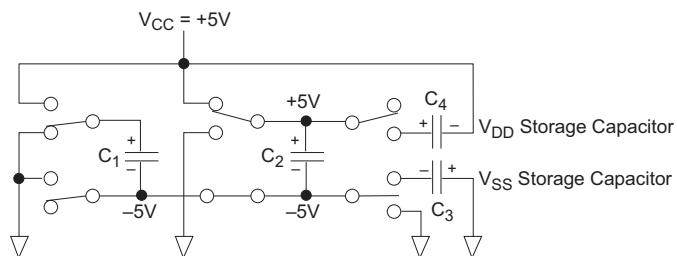 V_CC = +5V
+5V
+ C_4 –
V_DD Storage Capacitor
+
C_1
–
+
C_2
–
– +
V_SS Storage Capacitor
C_3
–5V
–5V